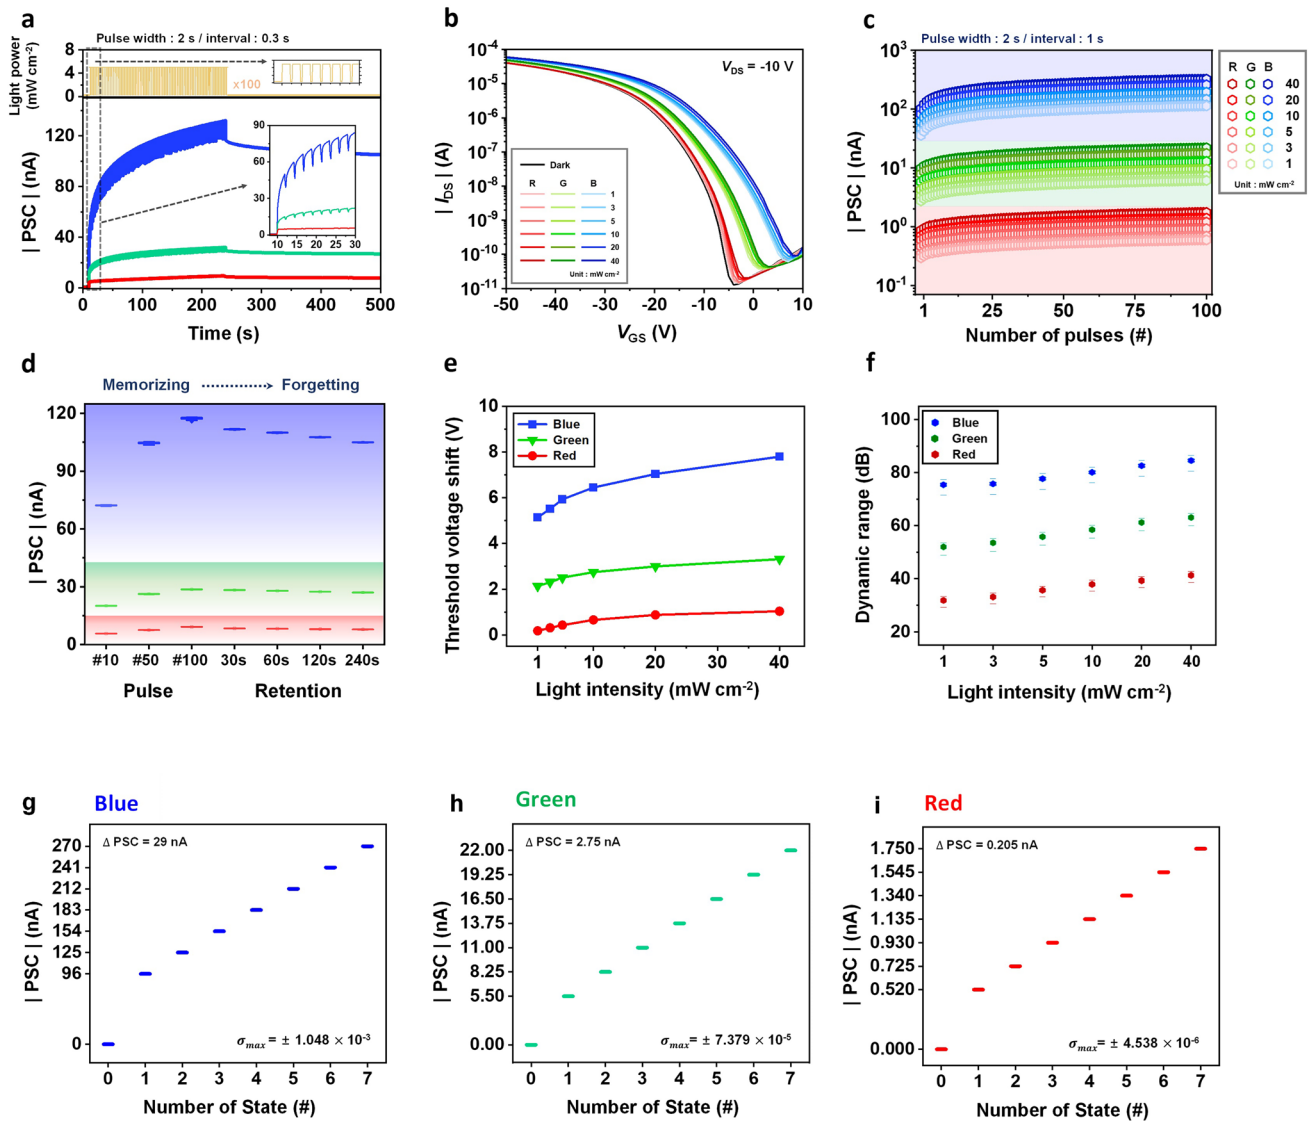 a
Pulse width : 2 s / interval : 0.3 s
Light power
(mW cm-2)
8
6
4
2
0
x100
| PSC | (nA)
120
80
40
0
90
60
30
0
10 15 20 25 30
0 100 200 300 400 500
Time (s)
b
| IDS | (A)
10-4
10-5
10-6
10-7
10-8
10-9
10-10
10-11
VDS = -10 V
Dark
R G B
1
3
5
10
20
40
Unit : mW cm-2
-50 -40 -30 -20 -10 0 10
VGS (V)
c
Pulse width : 2 s / interval : 1 s
| PSC | (nA)
103
102
101
100
10-1
1 25 50 75 100
Number of pulses (#)
R G B
40
20
10
5
3
1
Unit : mW cm-2
d
Memorizing Forgetting
| PSC | (nA)
120
90
60
30
0
#10 #50 #100 30s 60s 120s 240s
Pulse Retention
e
Threshold voltage shift (V)
10
8
6
4
2
0
Blue
Green
Red
1 10 20 30 40
Light intensity (mW cm-2)
f
Dynamic range (dB)
100
80
60
40
20
Blue
Green
Red
1 3 5 10 20 40
Light intensity (mW cm-2)
g Blue
| PSC | (nA)
270
241
212
183
154
125
96
0
Δ PSC = 29 nA
σmax= ± 1.048 × 10-3
0 1 2 3 4 5 6 7
Number of State (#)
h Green
| PSC | (nA)
22.00
19.25
16.50
13.75
11.00
8.25
5.50
0.00
Δ PSC = 2.75 nA
σmax= ± 7.379 × 10-5
0 1 2 3 4 5 6 7
Number of State (#)
i Red
| PSC | (nA)
1.750
1.545
1.340
1.135
0.930
0.725
0.520
0.000
Δ PSC = 0.205 nA
σmax= ± 4.538 × 10-6
0 1 2 3 4 5 6 7
Number of State (#)